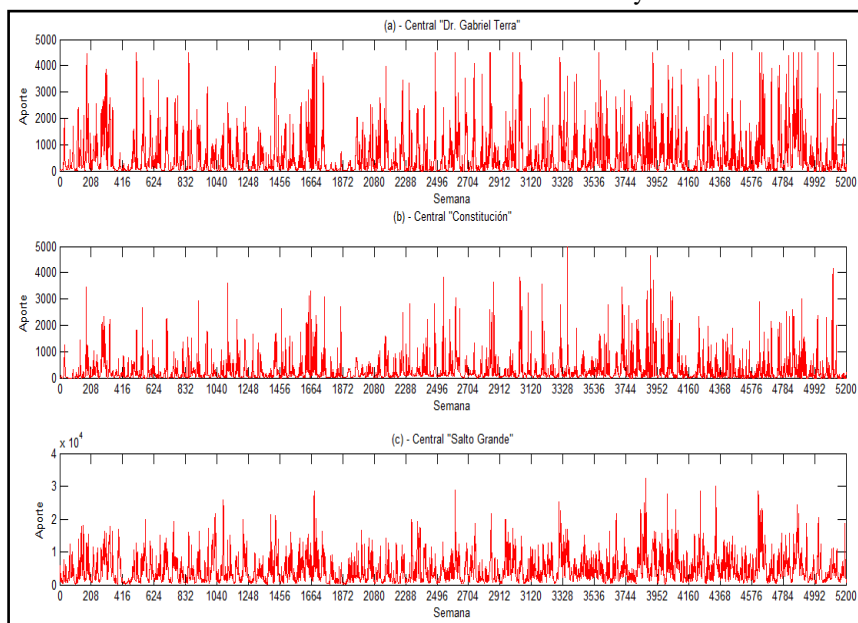 (a) - Central "Dr. Gabriel Terra"
5000
4000
3000
2000
1000
0
Aporte
0 208 416 624 832 1040 1248 1456 1664 1872 2080 2288 2496 2704 2912 3120 3328 3536 3744 3952 4160 4368 4576 4784 4992 5200
Semana
(b) - Central "Constitución"
5000
4000
3000
2000
1000
0
Aporte
0 208 416 624 832 1040 1248 1456 1664 1872 2080 2288 2496 2704 2912 3120 3328 3536 3744 3952 4160 4368 4576 4784 4992 5200
Semana
(c) - Central "Salto Grande"
x 10^4
4
3
2
1
0
Aporte
0 208 416 624 832 1040 1248 1456 1664 1872 2080 2288 2496 2704 2912 3120 3328 3536 3744 3952 4160 4368 4576 4784 4992 5200
Semana